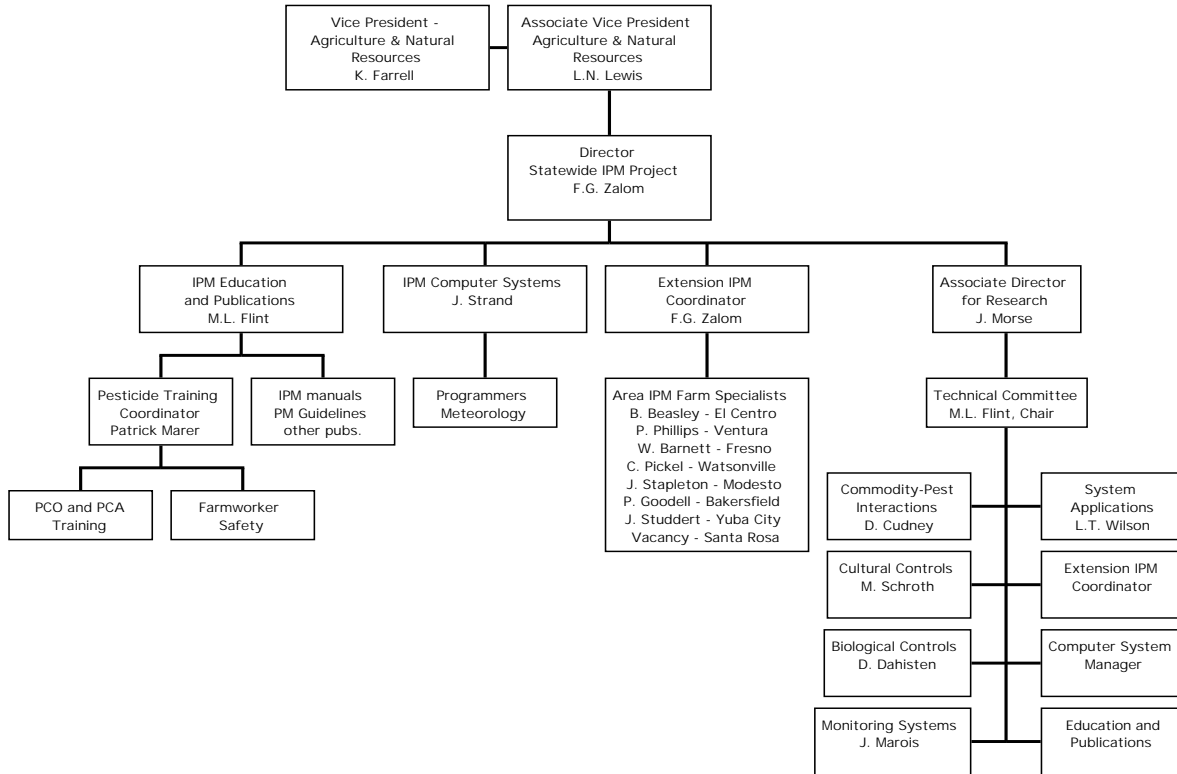 Vice President -
Agriculture & Natural
Resources
K. Farrell
Associate Vice President
Agriculture & Natural
Resources
L.N. Lewis
Director
Statewide IPM Project
F.G. Zalom
IPM Education
and Publications
M.L. Flint
IPM Computer Systems
J. Strand
Extension IPM
Coordinator
F.G. Zalom
Associate Director
for Research
J. Morse
Pesticide Training
Coordinator
Patrick Marer
IPM manuals
PM Guidelines
other pubs.
Programmers
Meteorology
Area IPM Farm Specialists
B. Beasley - El Centro
P. Phillips - Ventura
W. Barnett - Fresno
C. Pickel - Watsonville
J. Stapleton - Modesto
P. Goodell - Bakersfield
J. Studdert - Yuba City
Vacancy - Santa Rosa
Technical Committee
M.L. Flint, Chair
PCO and PCA
Training
Farmworker
Safety
Commodity-Pest
Interactions
D. Cudney
System
Applications
L.T. Wilson
Cultural Controls
M. Schroth
Extension IPM
Coordinator
Biological Controls
D. Dahisten
Computer System
Manager
Monitoring Systems
J. Marois
Education and
Publications